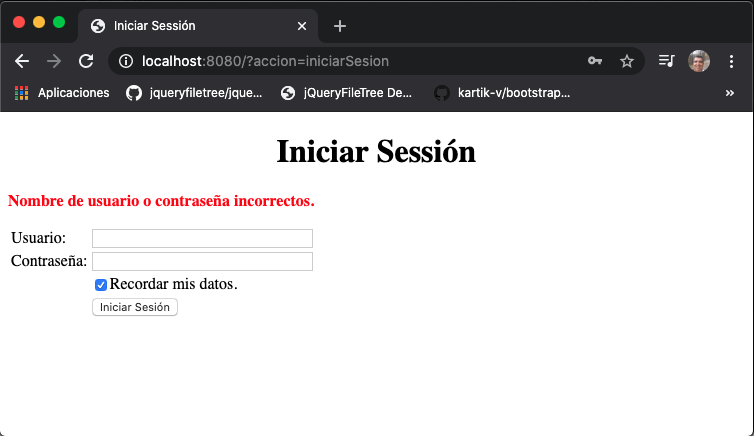 Iniciar Sessión
localhost:8080/?accion=iniciarSesion
Aplicaciones jqueryfiletree/jque... jQueryFileTree De... kartik-v/bootstrap... »
Iniciar Sessión
Nombre de usuario o contraseña incorrectos.
Usuario:
Contraseña:
Recordar mis datos.
Iniciar Sesión